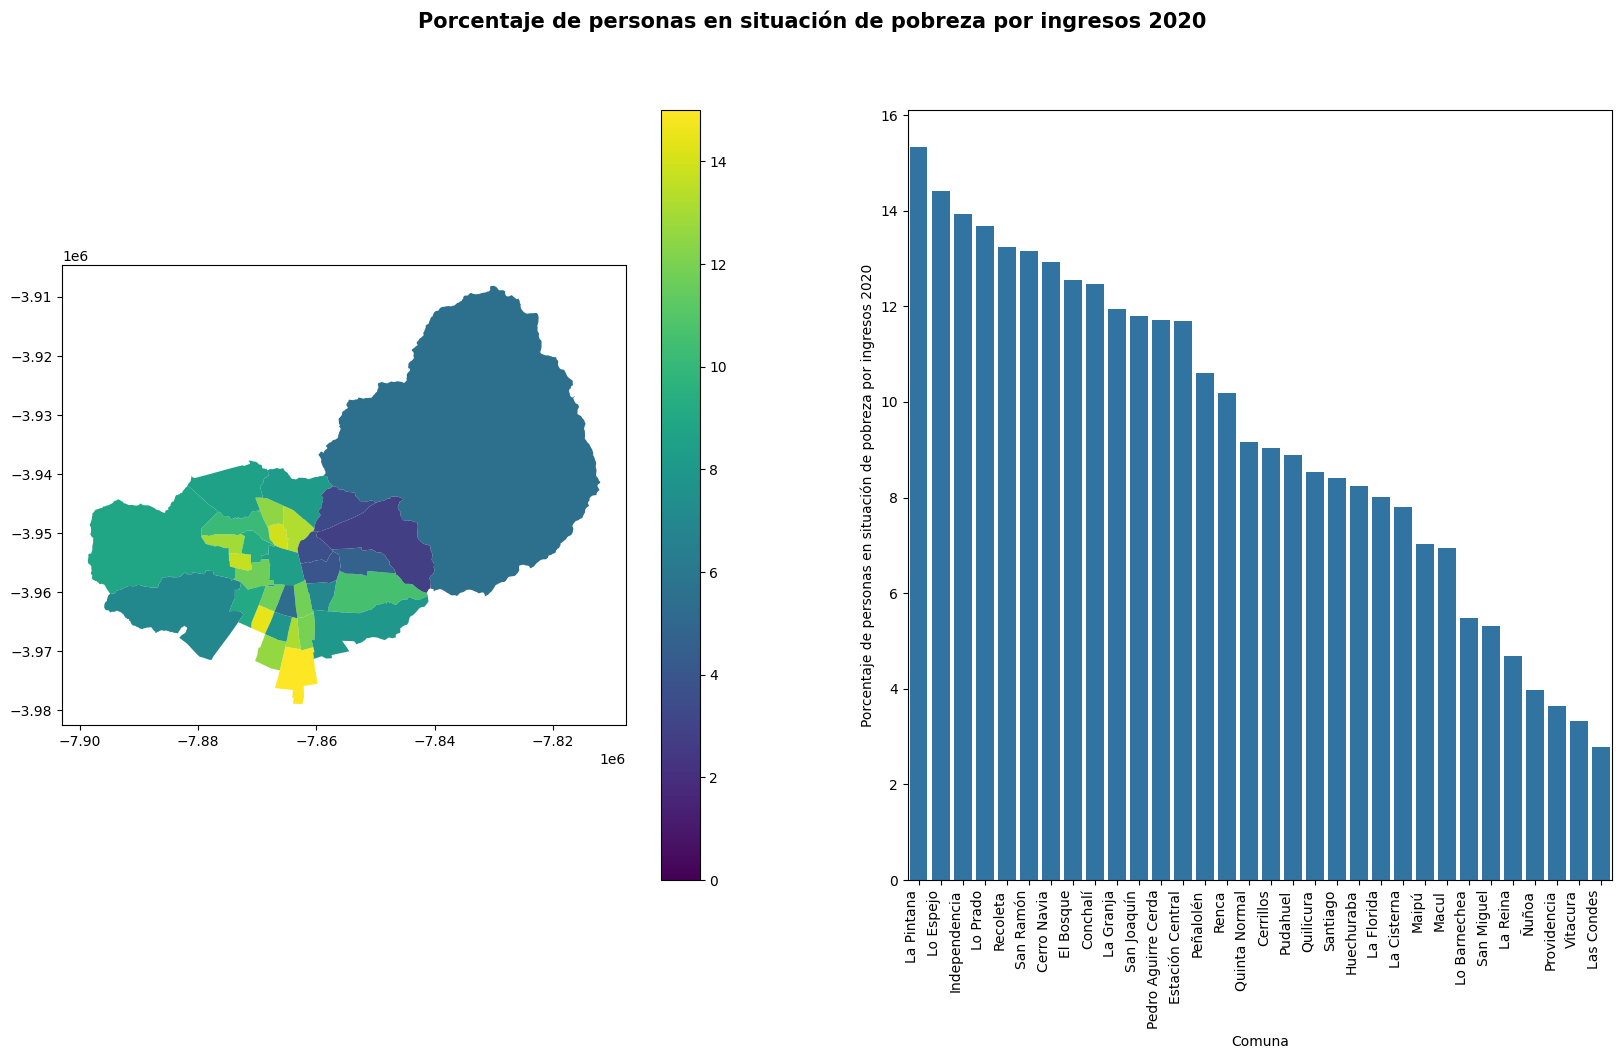 Porcentaje de personas en situación de pobreza por ingresos 2020
1e6
−3.91
−3.92
−3.93
−3.94
−3.95
−3.96
−3.97
−3.98
−7.90
−7.88
−7.86
−7.84
−7.82
1e6
14
12
10
8
6
4
2
0
Porcentaje de personas en situación de pobreza por ingresos 2020
16
14
12
10
8
6
4
2
0
La Pintana
Lo Espejo
Independencia
Lo Prado
Recoleta
San Ramón
Cerro Navia
El Bosque
Conchalí
La Granja
San Joaquín
Pedro Aguirre Cerda
Estación Central
Peñalolén
Renca
Quinta Normal
Cerrillos
Pudahuel
Quilicura
Santiago
Huechuraba
La Florida
La Cisterna
Maipú
Macul
Lo Barnechea
San Miguel
La Reina
Ñuñoa
Providencia
Vitacura
Las Condes
Comuna